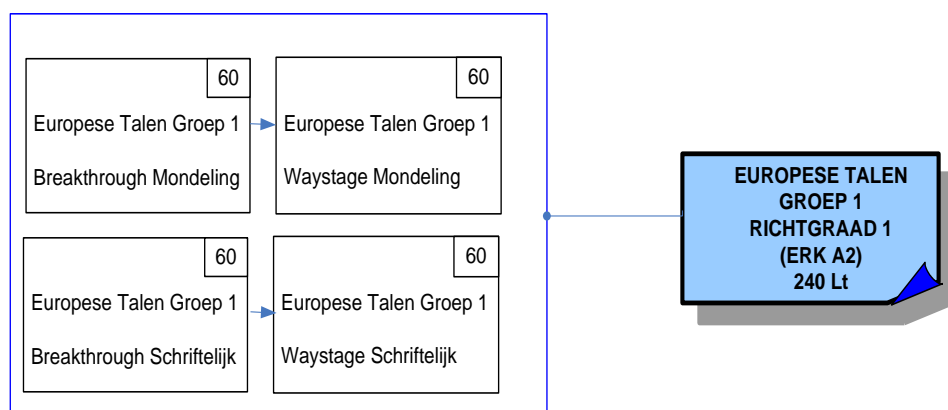 60
Europese Talen Groep 1
Breakthrough Mondeling
60
Europese Talen Groep 1
Waystage Mondeling
60
Europese Talen Groep 1
Breakthrough Schriftelijk
60
Europese Talen Groep 1
Waystage Schriftelijk
EUROPESE TALEN
GROEP 1
RICHTGRAAD 1
(ERK A2)
240 Lt